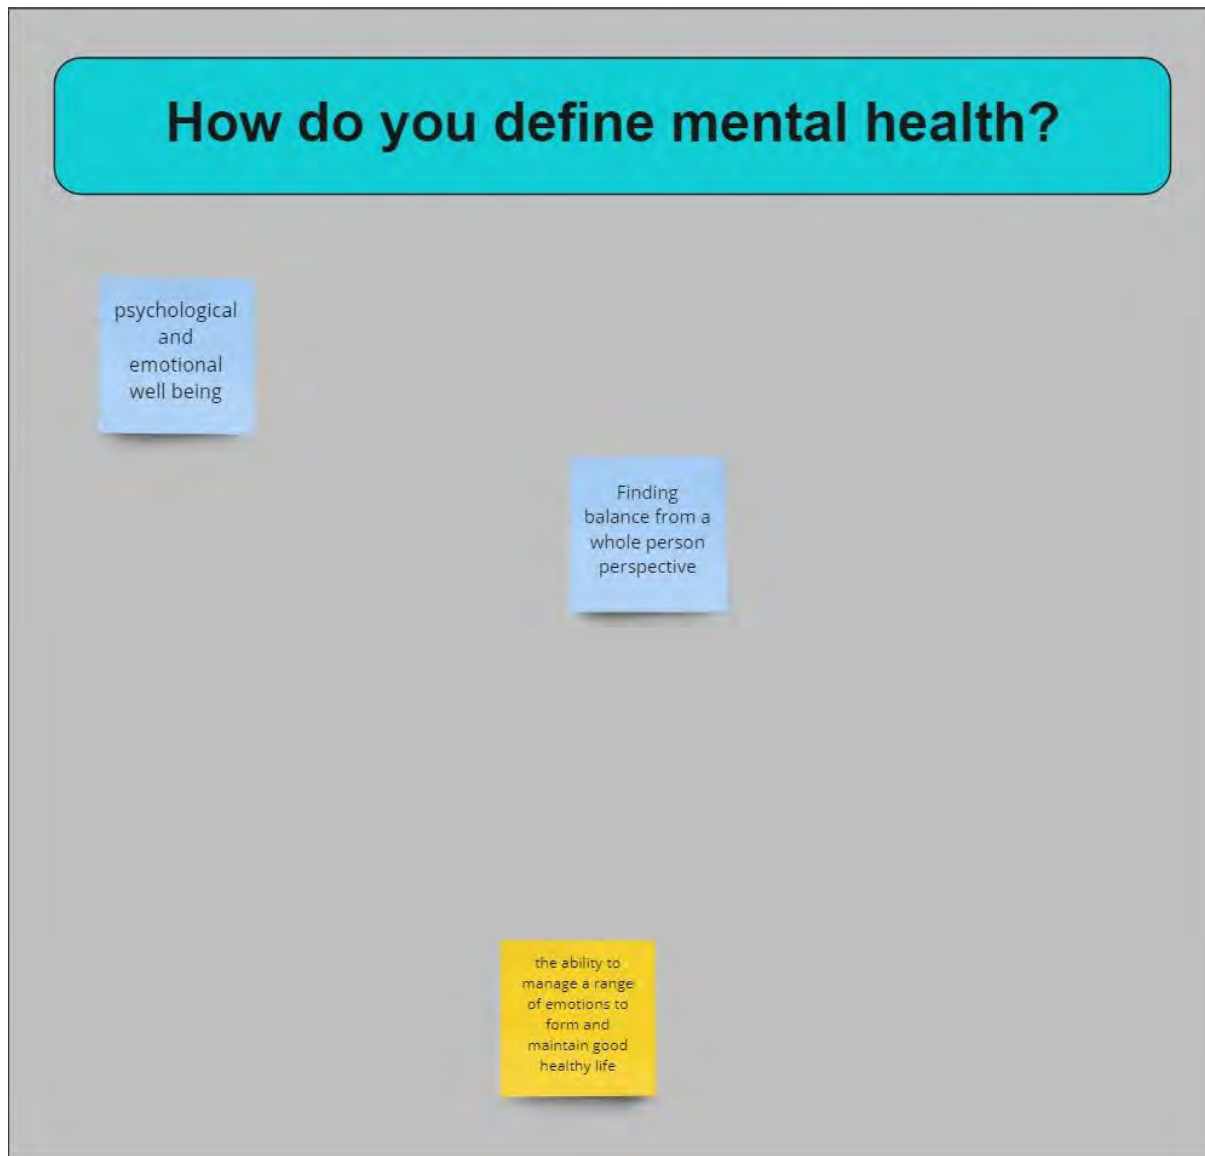 How do you define mental health?
psychological
and
emotional
well being
Finding
balance from a
whole person
perspective
the ability to
manage a range
of emotions to
form and
maintain good
healthy life